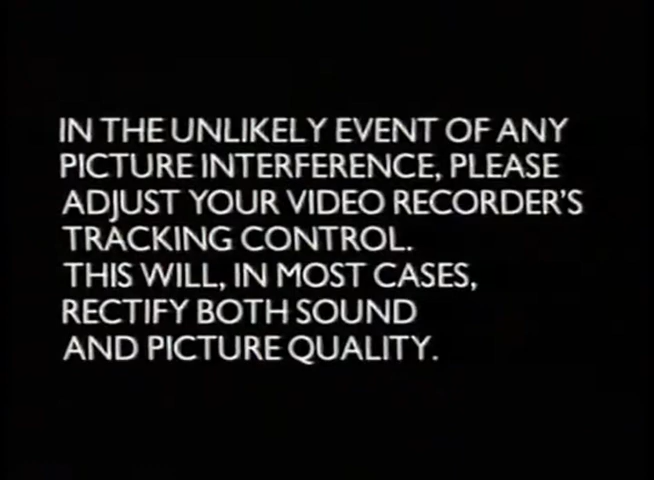 IN THE UNLIKELY EVENT OF ANY
PICTURE INTERFERENCE, PLEASE
ADJUST YOUR VIDEO RECORDER'S
TRACKING CONTROL.
THIS WILL, IN MOST CASES,
RECTIFY BOTH SOUND
AND PICTURE QUALITY.